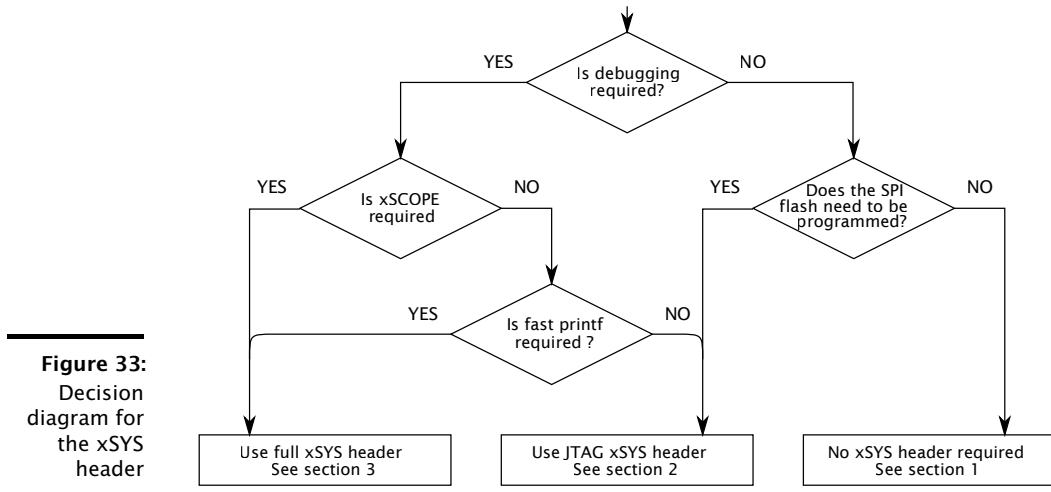 Is debugging
required?
YES
NO
Is xSCOPE
required
YES
NO
Does the SPI
flash need to be
programmed?
YES
NO
Is fast printf
required ?
YES
NO
Use full xSYS header
See section 3
Use JTAG xSYS header
See section 2
No xSYS header required
See section 1
Figure 33:
Decision
diagram for
the xSYS
header